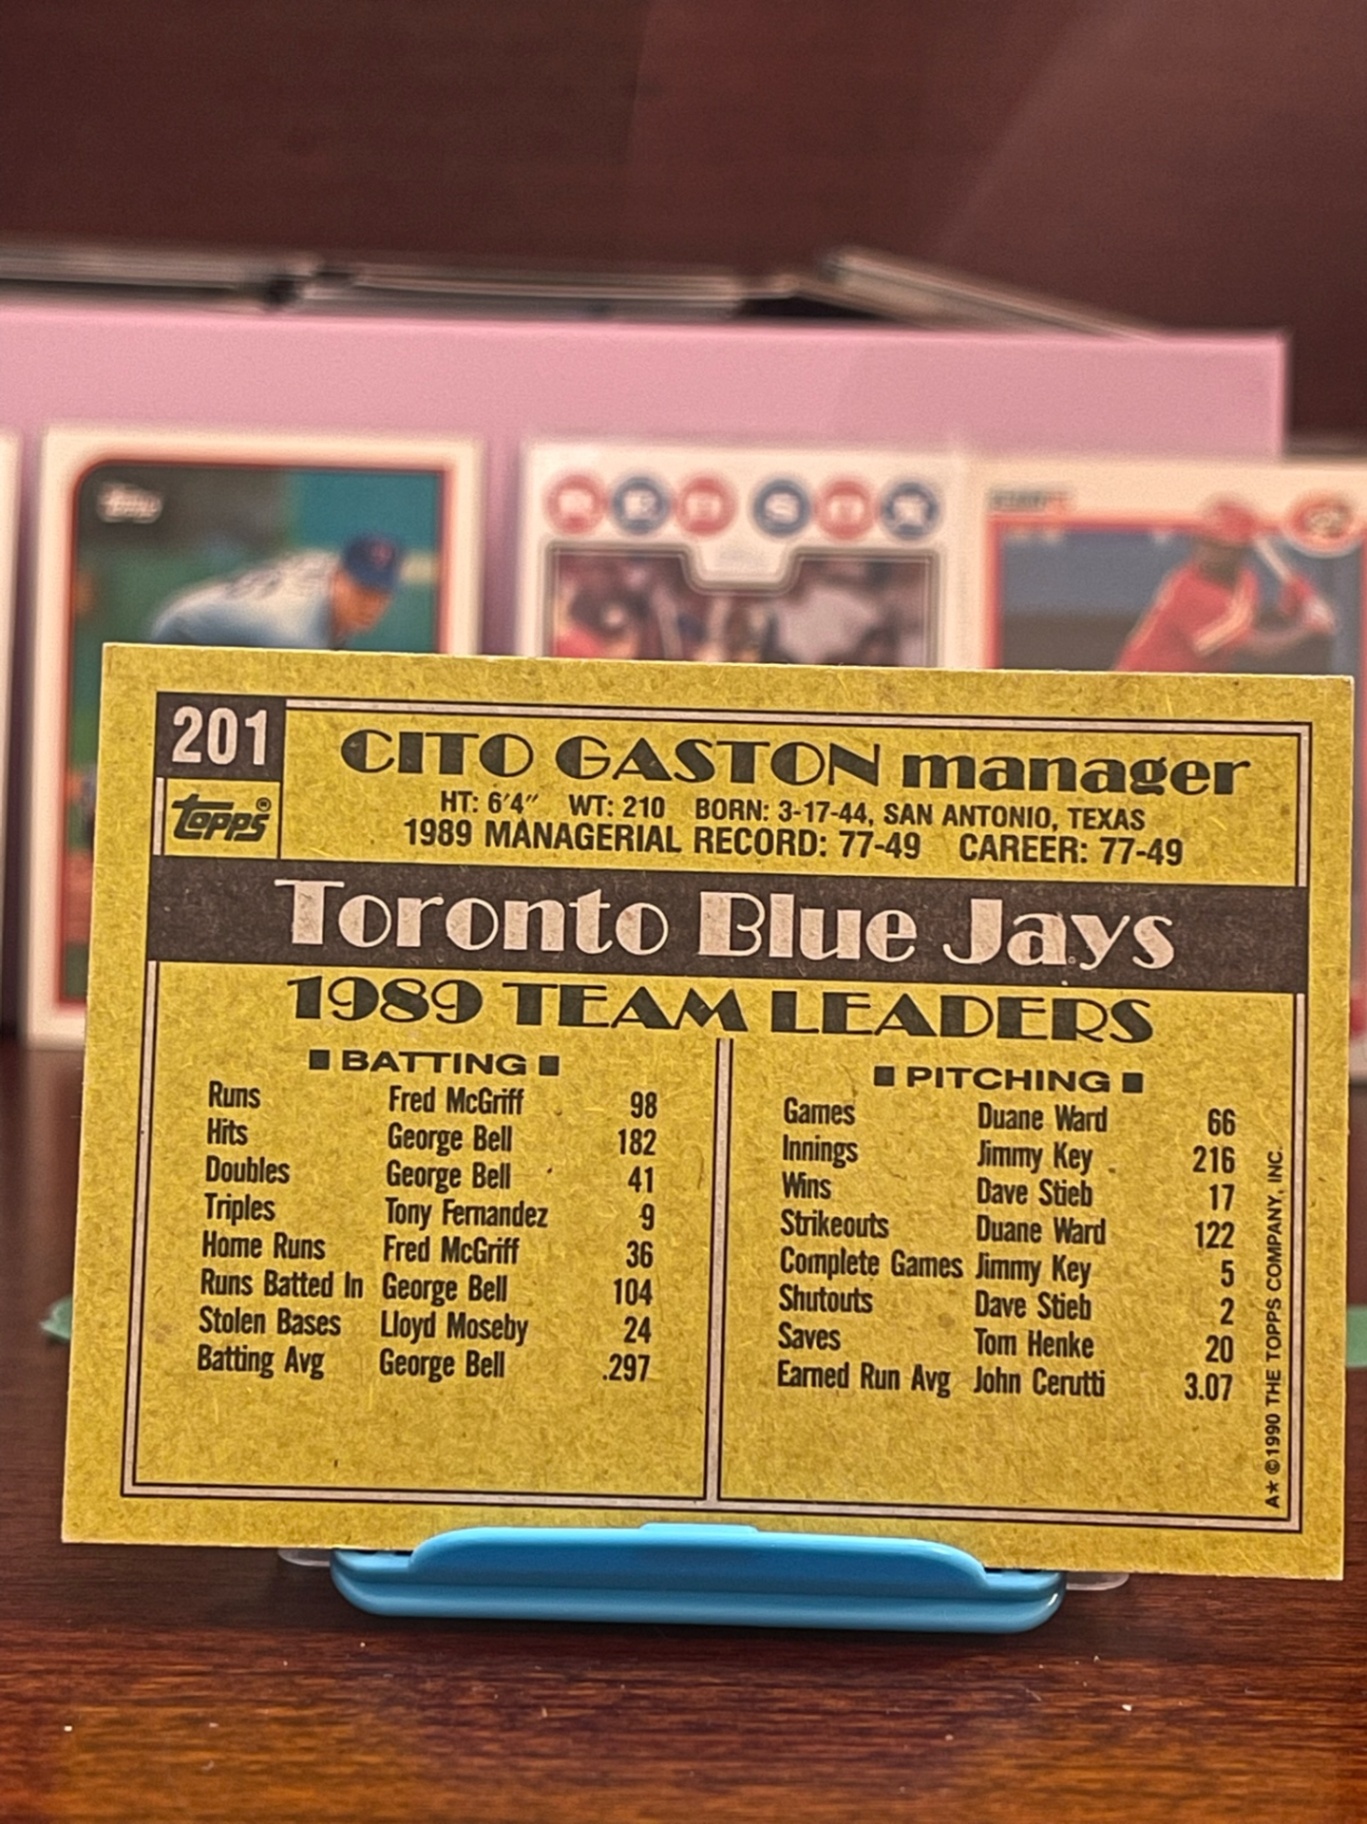 Topps
RED SOX
201
Topps®
CITO GASTON manager
HT: 6'4" WT: 210 BORN: 3-17-44, SAN ANTONIO, TEXAS
1989 MANAGERIAL RECORD: 77-49 CAREER: 77-49
Toronto Blue Jays
1989 TEAM LEADERS
■ BATTING ■
Runs Fred McGriff 98
Hits George Bell 182
Doubles George Bell 41
Triples Tony Fernandez 9
Home Runs Fred McGriff 36
Runs Batted In George Bell 104
Stolen Bases Lloyd Moseby 24
Batting Avg George Bell .297
■ PITCHING ■
Games Duane Ward 66
Innings Jimmy Key 216
Wins Dave Stieb 17
Strikeouts Duane Ward 122
Complete Games Jimmy Key 5
Shutouts Dave Stieb 2
Saves Tom Henke 20
Earned Run Avg John Cerutti 3.07
A★ ©1990 THE TOPPS COMPANY, INC.